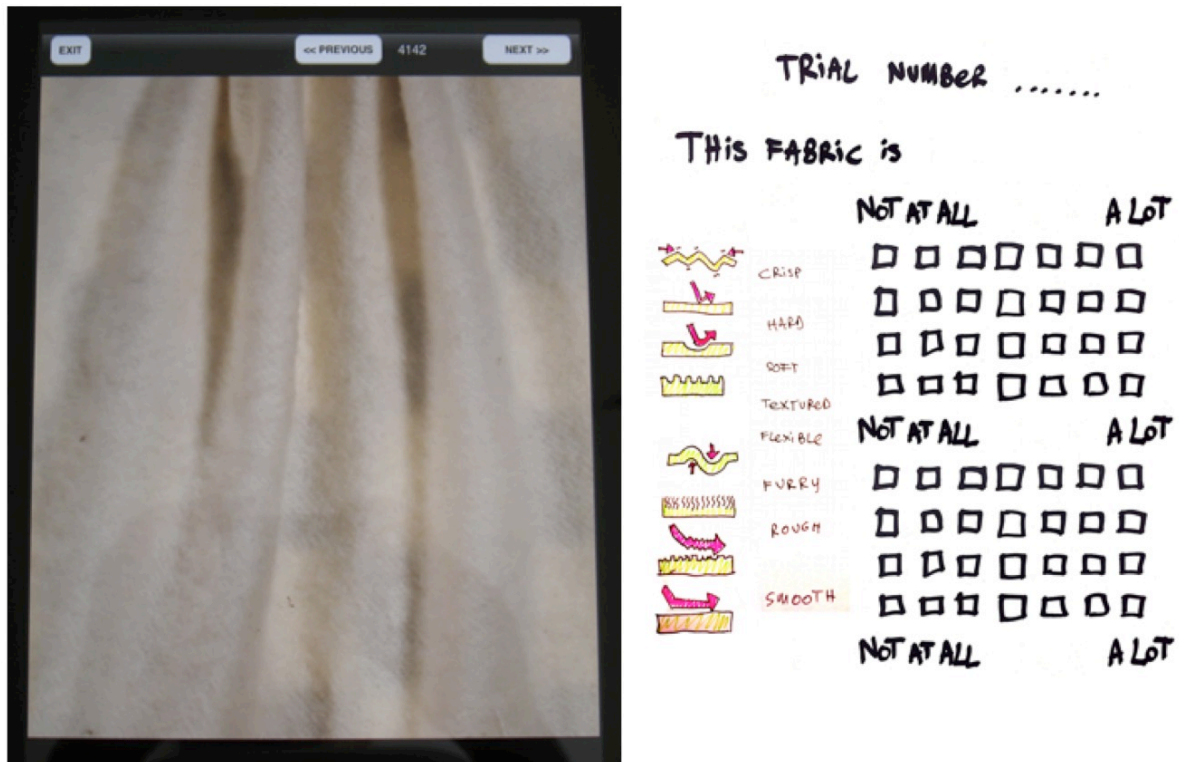 EXIT
<< PREVIOUS
4142
NEXT >>
TRiAL NUMBeR .......
THis FABRiC is
NOT AT ALL A LOT
CRISP
HARD
SOFT
TeXTUReD
NOT AT ALL A LOT
FLexiBLe
FURRY
ROUGH
SMOOTH
NOT AT ALL A LOT